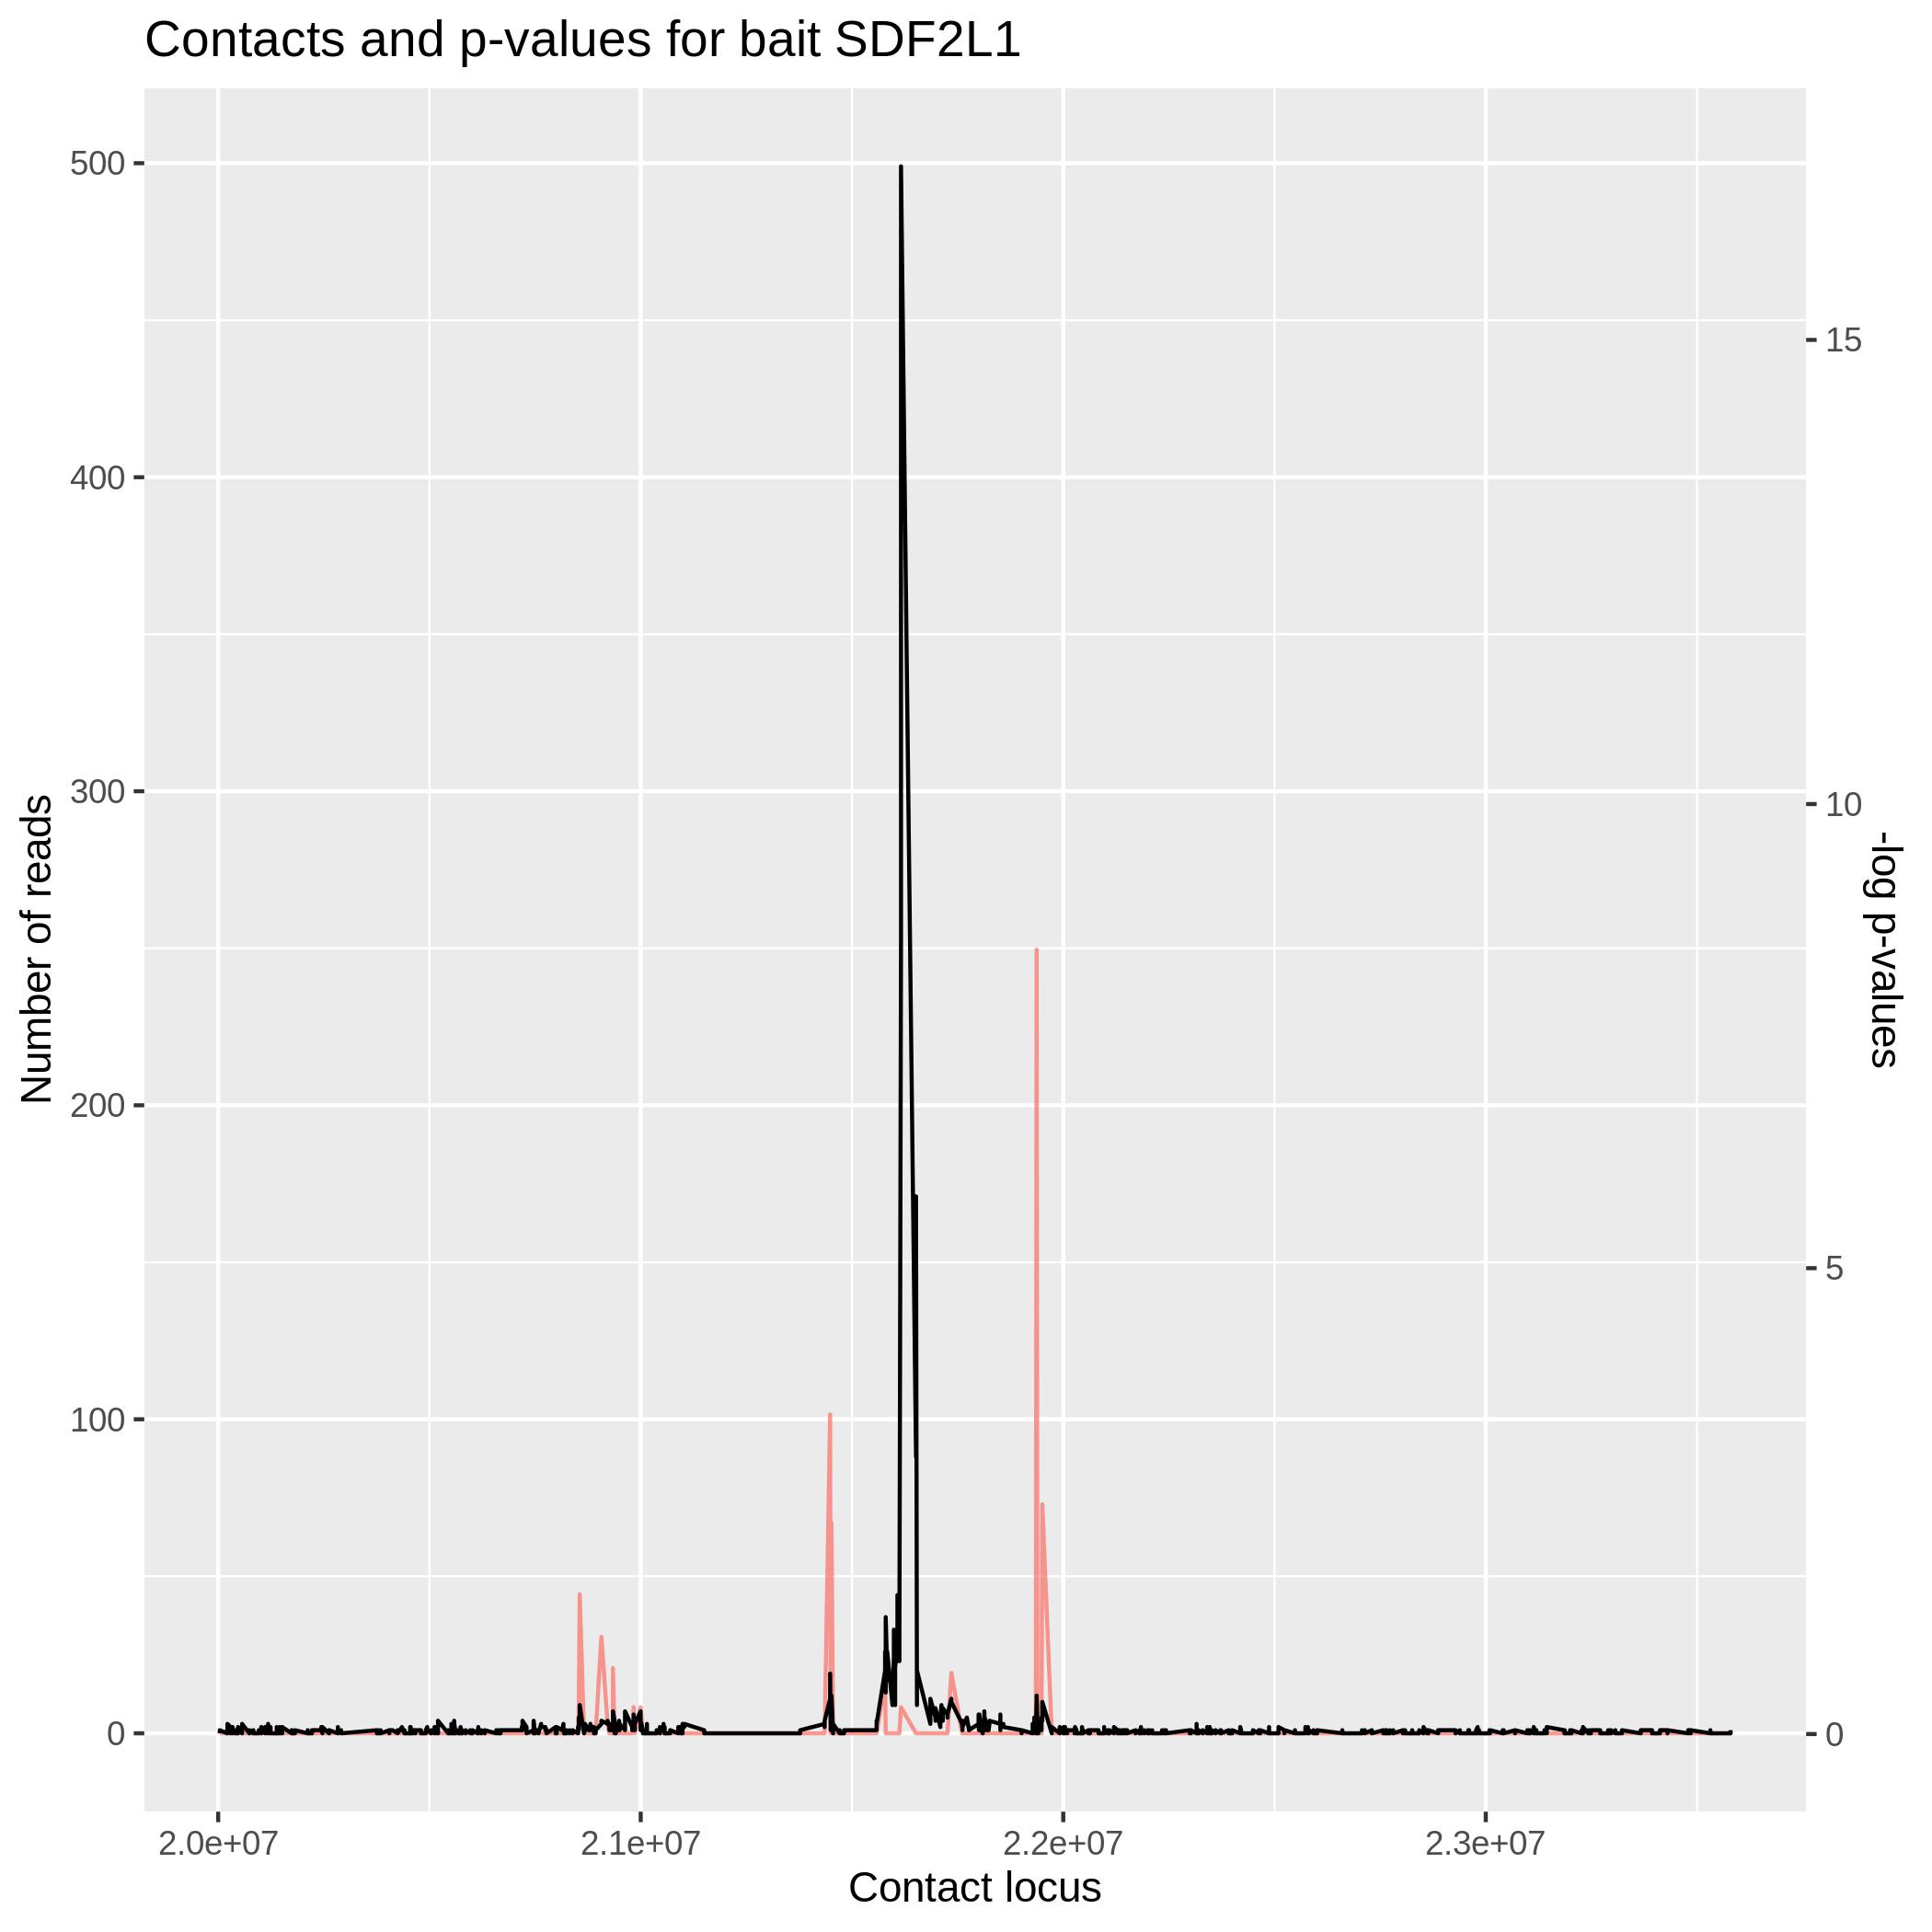 Contacts and p-values for bait SDF2L1
500
400
300
200
100
0
Number of reads
15
10
5
0
-log p-values
2.0e+07 2.1e+07 2.2e+07 2.3e+07
Contact locus